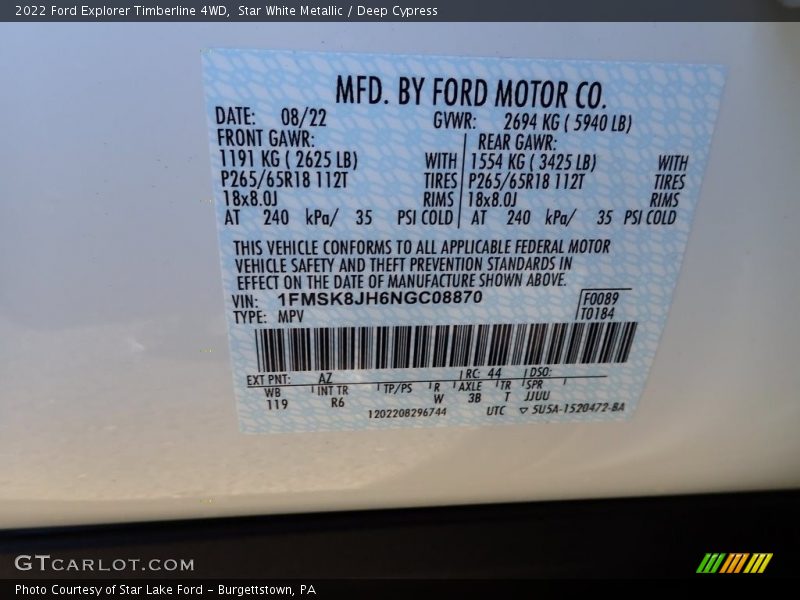 2022 Ford Explorer Timberline 4WD,  Star White Metallic / Deep Cypress
MFD. BY FORD MOTOR CO.
DATE: 08/22 GVWR: 2694 KG ( 5940 LB)
FRONT GAWR: REAR GAWR:
1191 KG ( 2625 LB) WITH 1554 KG ( 3425 LB) WITH
P265/65R18 112T TIRES P265/65R18 112T TIRES
18x8.0J RIMS 18x8.0J RIMS
AT 240 kPa/ 35 PSI COLD AT 240 kPa/ 35 PSI COLD
THIS VEHICLE CONFORMS TO ALL APPLICABLE FEDERAL MOTOR
VEHICLE SAFETY AND THEFT PREVENTION STANDARDS IN
EFFECT ON THE DATE OF MANUFACTURE SHOWN ABOVE.
VIN: 1FMSK8JH6NGC08870 F0089
TYPE: MPV T0184
EXT PNT: AZ RC: 44 DSO:
WB INT TR TP/PS R AXLE TR SPR
119 R6 W 3B T JJUU
1202208296744 UTC ▽ SU5A-1520472-BA
GTCARLOT.COM
Photo Courtesy of Star Lake Ford - Burgettstown, PA